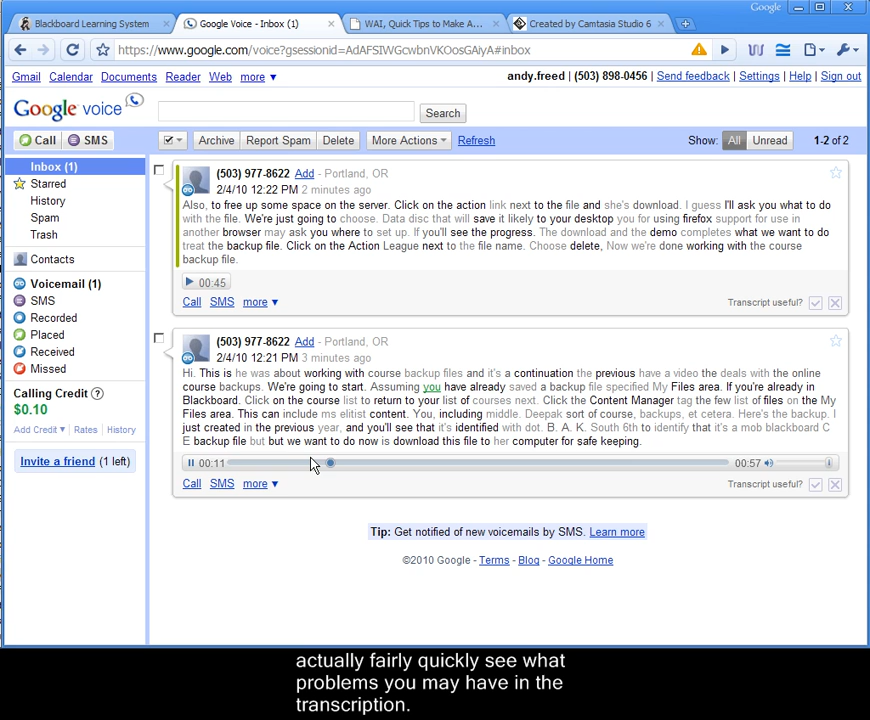 Google
Blackboard Learning System
Google Voice - Inbox (1)
WAI, Quick Tips to Make A...
Created by Camtasia Studio 6
https://www.google.com/voice?gsessionid=AdAFSIWGcwbnVKOosGAiyA#inbox
Gmail Calendar Documents Reader Web more ▼
andy.freed | (503) 898-0456 | Send feedback | Settings | Help | Sign out
Google voice
Search
Call SMS
Archive Report Spam Delete More Actions Refresh
Show: All Unread 1-2 of 2
Inbox (1)
Starred
History
Spam
Trash
Contacts
Voicemail (1)
SMS
Recorded
Placed
Received
Missed
Calling Credit ?
$0.10
Add Credit ▼ Rates History
Invite a friend (1 left)
(503) 977-8622 Add - Portland, OR
2/4/10 12:22 PM 2 minutes ago
Also, to free up some space on the server. Click on the action link next to the file and she's download. I guess I'll ask you what to do
with the file. We're just going to choose. Data disc that will save it likely to your desktop you for using firefox support for use in
another browser may ask you where to set up. If you'll see the progress. The download and the demo completes what we want to do
treat the backup file. Click on the Action League next to the file name. Choose delete, Now we're done working with the course
backup file.
00:45
Call SMS more ▼
Transcript useful?
(503) 977-8622 Add - Portland, OR
2/4/10 12:21 PM 3 minutes ago
Hi. This is he was about working with course backup files and it's a continuation the previous have a video the deals with the online
course backups. We're going to start. Assuming you have already saved a backup file specified My Files area. If you're already in
Blackboard. Click on the course list to return to your list of courses next. Click the Content Manager tag the few list of files on the My
Files area. This can include ms elitist content. You, including middle. Deepak sort of course, backups, et cetera. Here's the backup. I
just created in the previous year, and you'll see that it's identified with dot. B. A. K. South 6th to identify that it's a mob blackboard C
E backup file but but we want to do now is download this file to her computer for safe keeping.
00:11
00:57
Call SMS more ▼
Transcript useful?
Tip: Get notified of new voicemails by SMS. Learn more
©2010 Google - Terms - Blog - Google Home
actually fairly quickly see what
problems you may have in the
transcription.